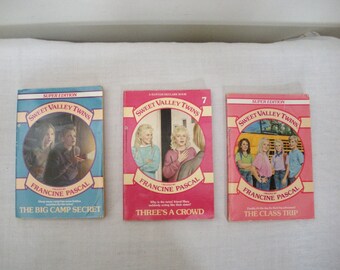 SUPER EDITION
SWEET VALLEY TWINS
FRANCINE PASCAL
THE BIG CAMP SECRET
7
SWEET VALLEY TWINS
FRANCINE PASCAL
THREE'S A CROWD
SUPER EDITION
SWEET VALLEY TWINS
FRANCINE PASCAL
THE CLASS TRIP